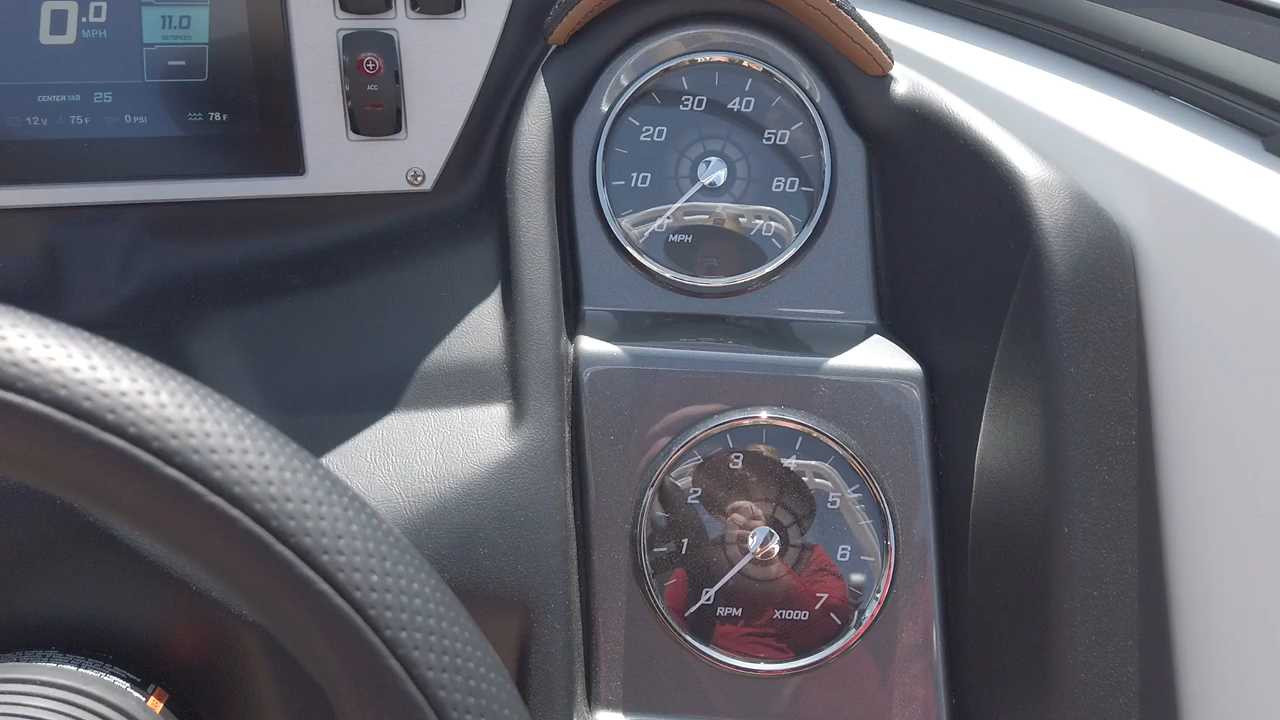 0.0
MPH
11.0
SETSPEED
CENTER TAB 25
12 V 75 F 0 PSI 78 F
ACC
0 10 20 30 40 50 60 70
MPH
0 1 2 3 4 5 6 7
RPM X1000